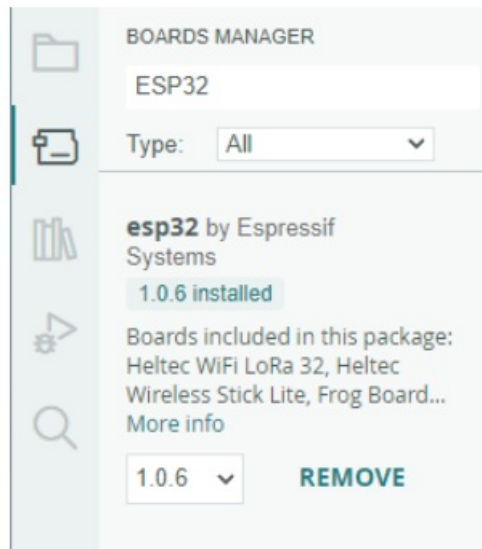 BOARDS MANAGER
ESP32
Type: All
esp32 by Espressif
Systems
1.0.6 installed
Boards included in this package:
Heltec WiFi LoRa 32, Heltec
Wireless Stick Lite, Frog Board...
More info
1.0.6 REMOVE